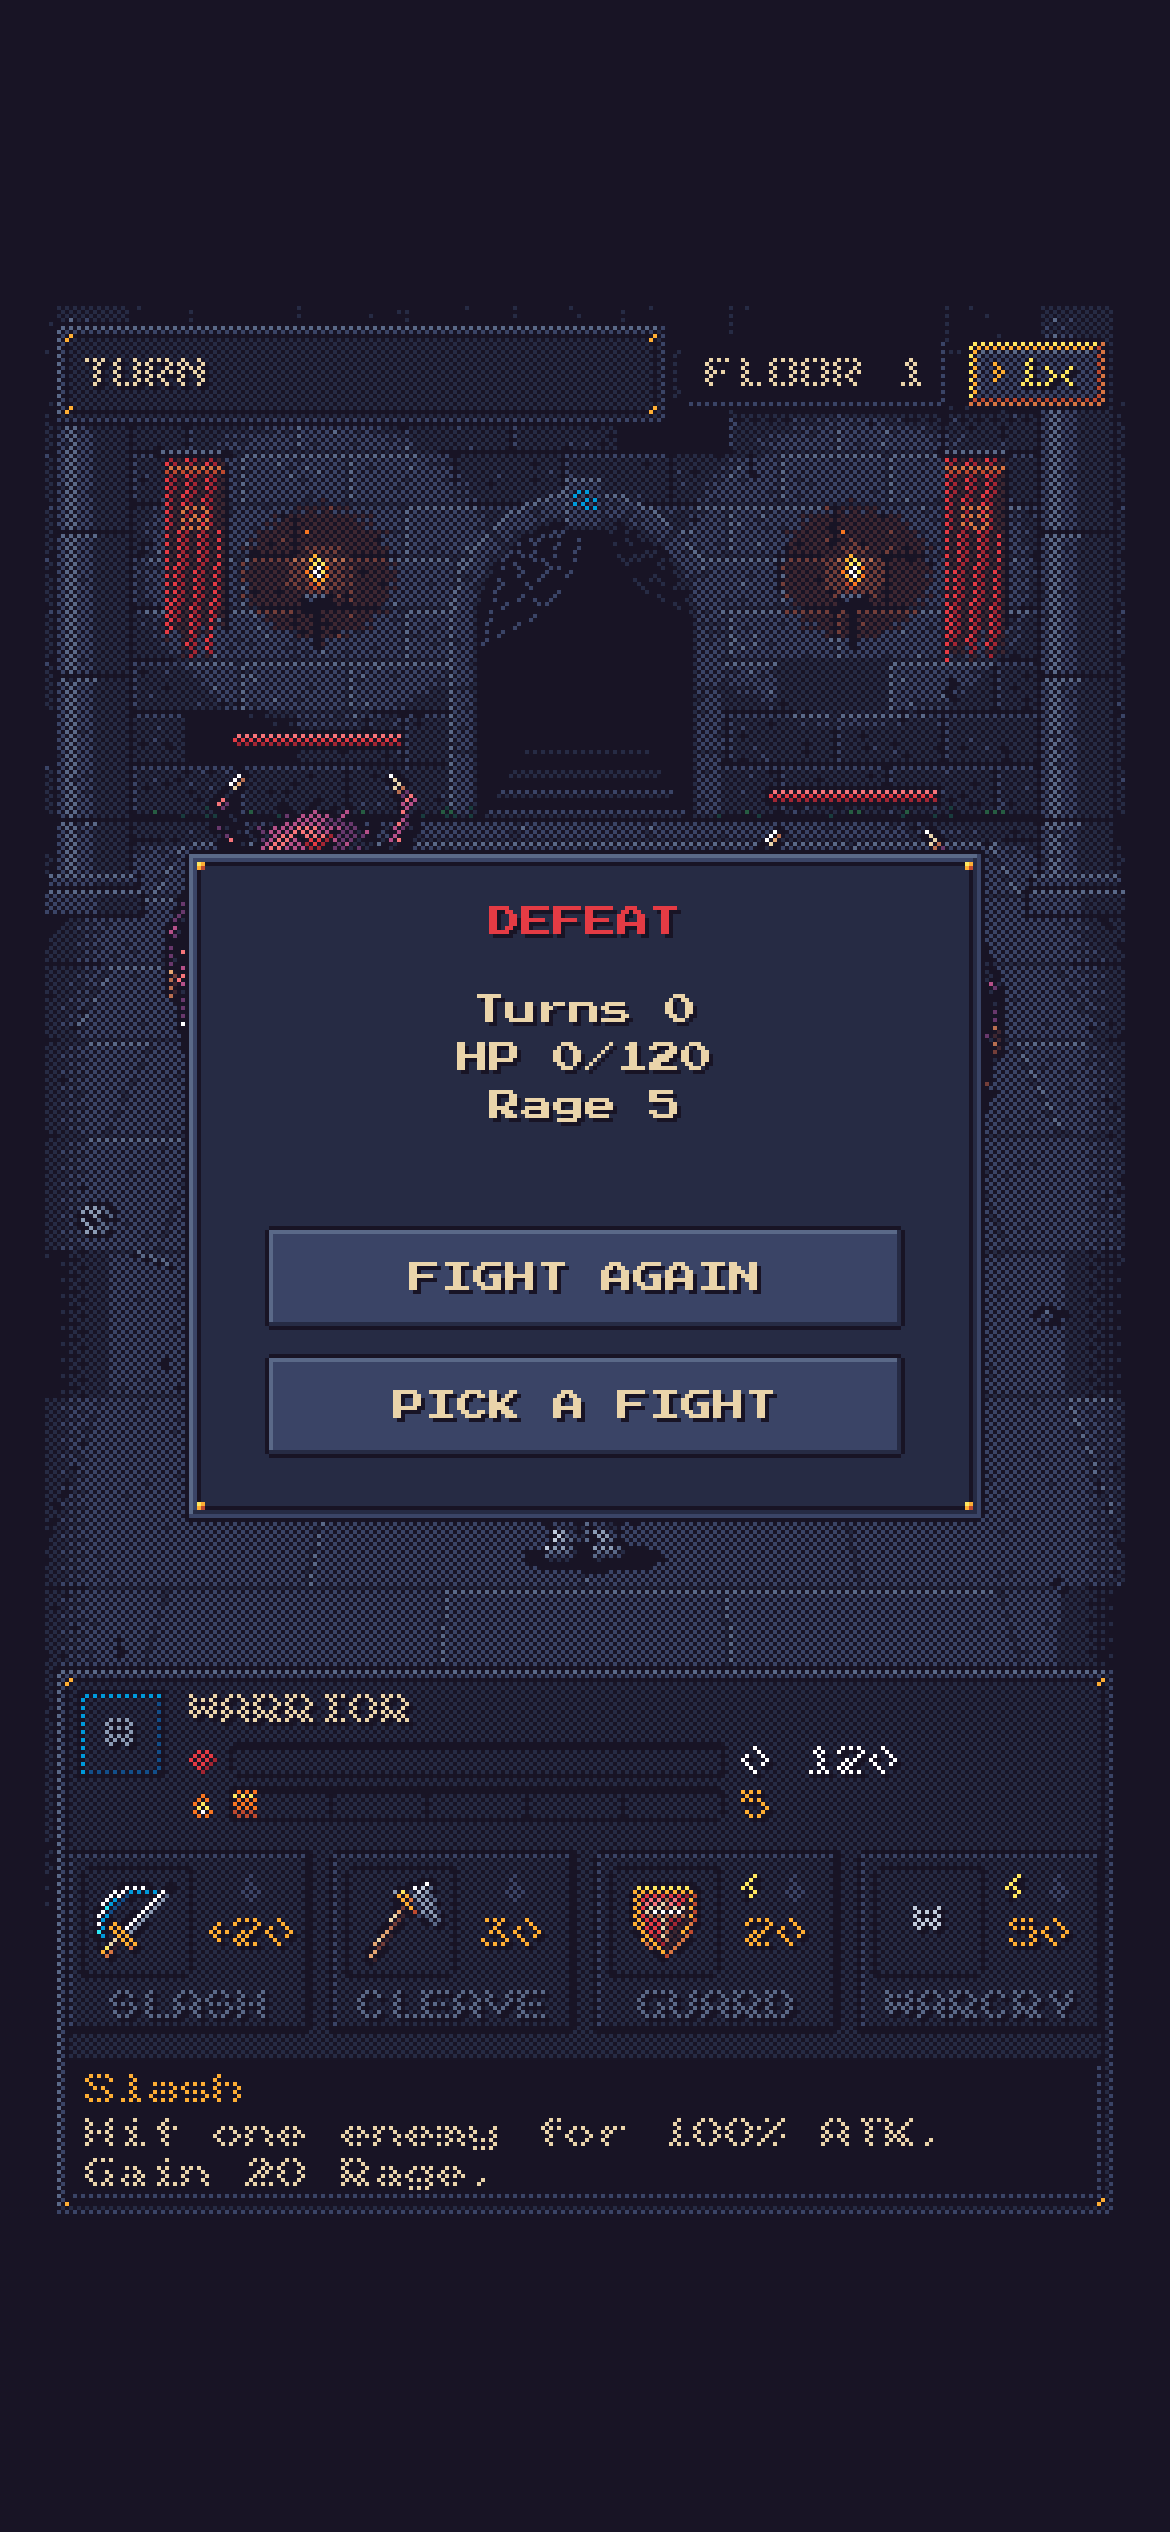 TURN
FLOOR 1
1x
DEFEAT
Turns 0
HP 0/120
Rage 5
FIGHT AGAIN
PICK A FIGHT
W
WARRIOR
0 120
5
+20
30
20
W
SLASH
CLEAVE
GUARD
WARCRY
Slash
Hit one enemy for 100% ATK.
Gain 20 Rage.